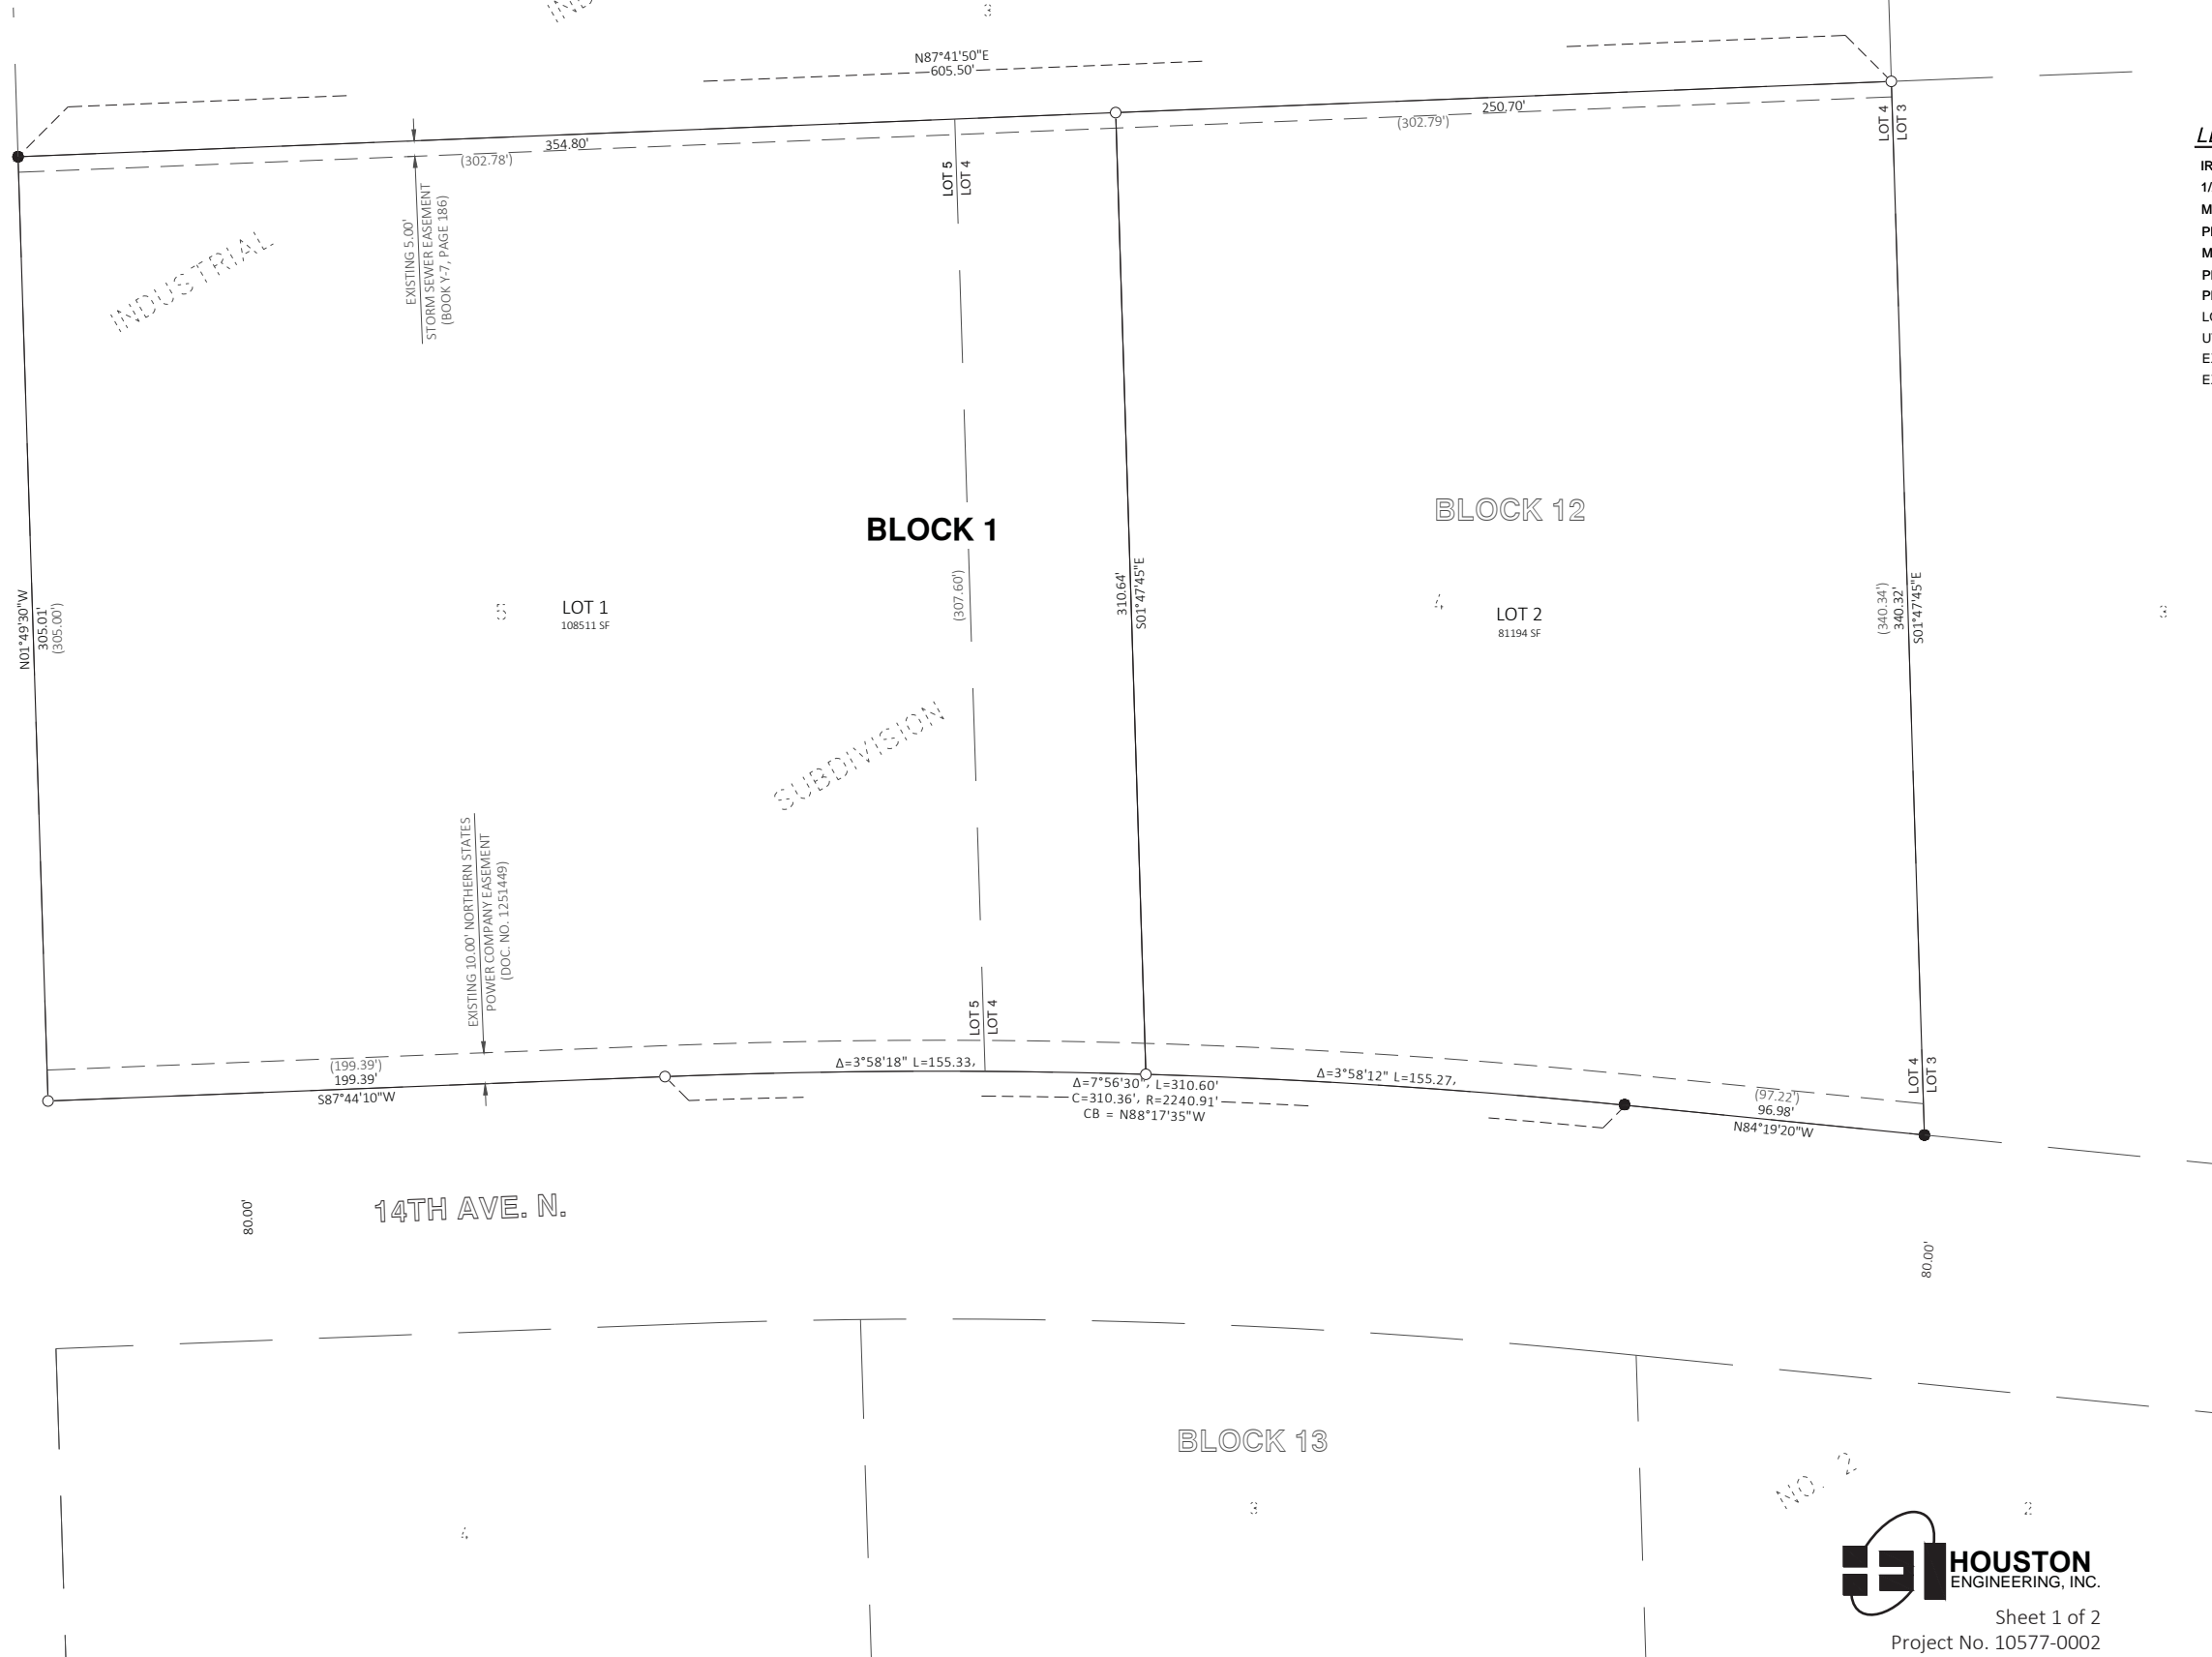 3
N87°41'50"E
605.50'
354.80'
(302.78')
250.70'
(302.79')
LOT 5
LOT 4
LOT 4
LOT 3
EXISTING 5.00'
STORM SEWER EASEMENT
(BOOK Y-7, PAGE 186)
INDUSTRIAL
BLOCK 1
BLOCK 12
N01°49'30"W
305.01'
(305.00')
LOT 1
108511 SF
(307.60')
310.64'
S01°47'45"E
4
LOT 2
81194 SF
(340.34')
340.32'
S01°47'45"E
3
SUBDIVISION
EXISTING 10.00' NORTHERN STATES
POWER COMPANY EASEMENT
(DOC. NO. 1251449)
LOT 5
LOT 4
LOT 4
LOT 3
(199.39')
199.39'
S87°44'10"W
Δ=3°58'18" L=155.33,
Δ=7°56'30", L=310.60'
C=310.36', R=2240.91'
CB = N88°17'35"W
Δ=3°58'12" L=155.27,
(97.22')
96.98'
N84°19'20"W
80.00'
14TH AVE. N.
80.00'
BLOCK 13
4
3
NO. 2
2
HOUSTON
ENGINEERING, INC.
Sheet 1 of 2
Project No. 10577-0002